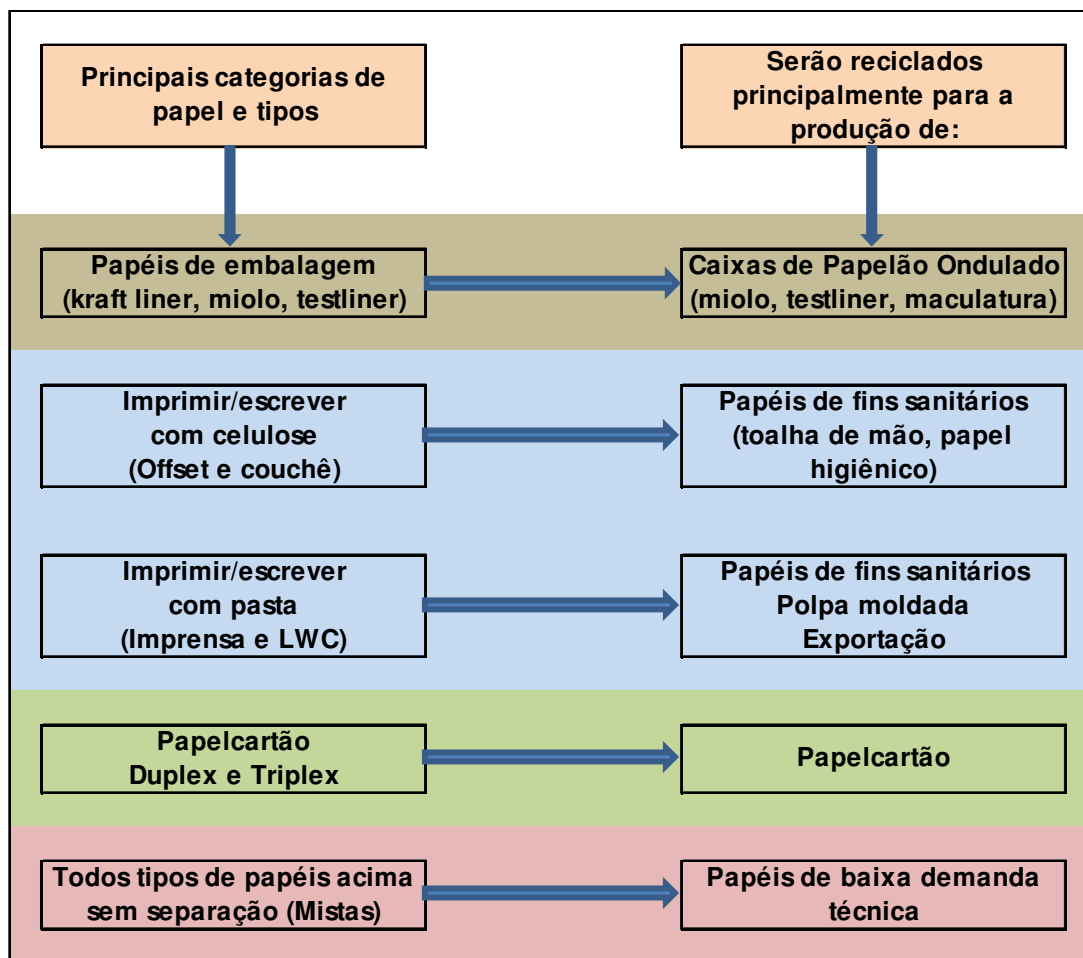 Principais categorias de
papel e tipos
Serão reciclados
principalmente para a
produção de:
Papéis de embalagem
(kraft liner, miolo, testliner)
Caixas de Papelão Ondulado
(miolo, testliner, maculatura)
Imprimir/escrever
com celulose
(Offset e couchê)
Papéis de fins sanitários
(toalha de mão, papel
higiênico)
Imprimir/escrever
com pasta
(Imprensa e LWC)
Papéis de fins sanitários
Polpa moldada
Exportação
Papelcartão
Duplex e Triplex
Papelcartão
Todos tipos de papéis acima
sem separação (Mistas)
Papéis de baixa demanda
técnica